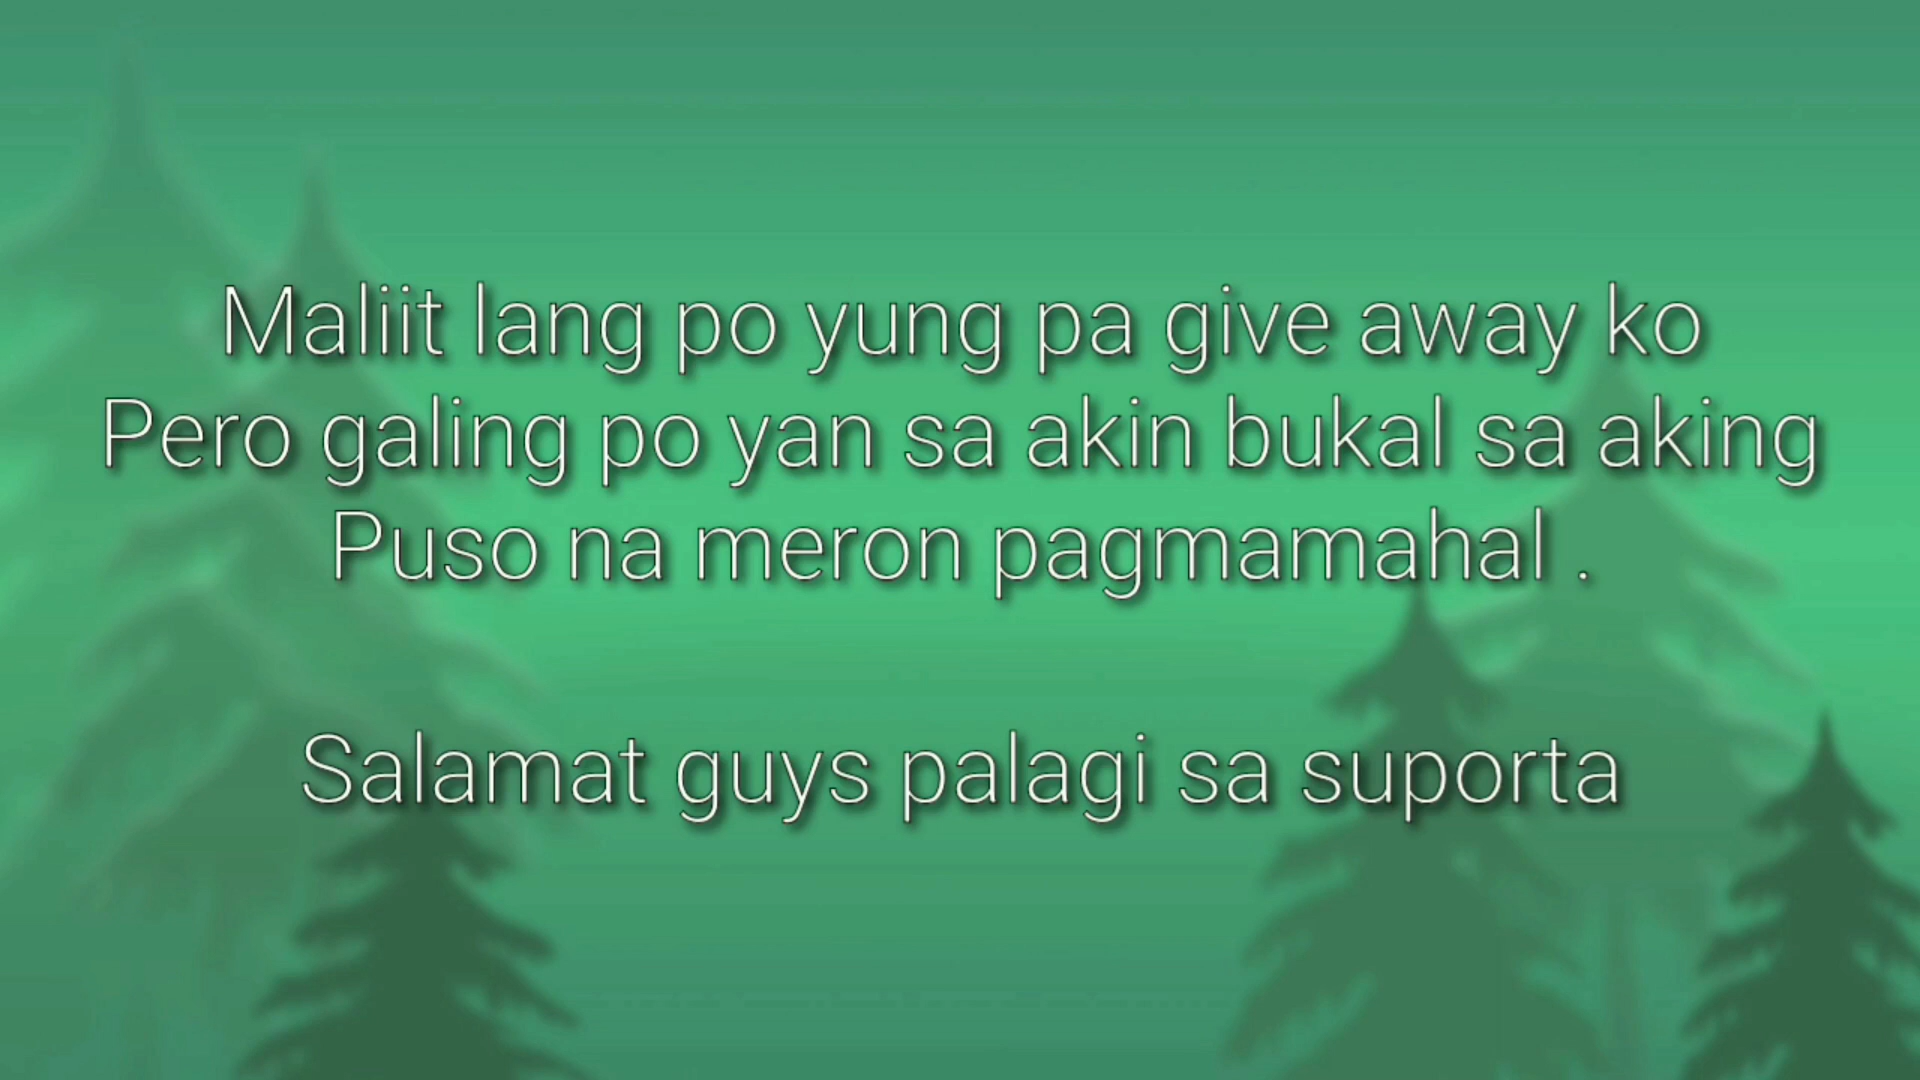 Maliit lang po yung pa give away ko
Pero galing po yan sa akin bukal sa aking
Puso na meron pagmamahal .
Salamat guys palagi sa suporta